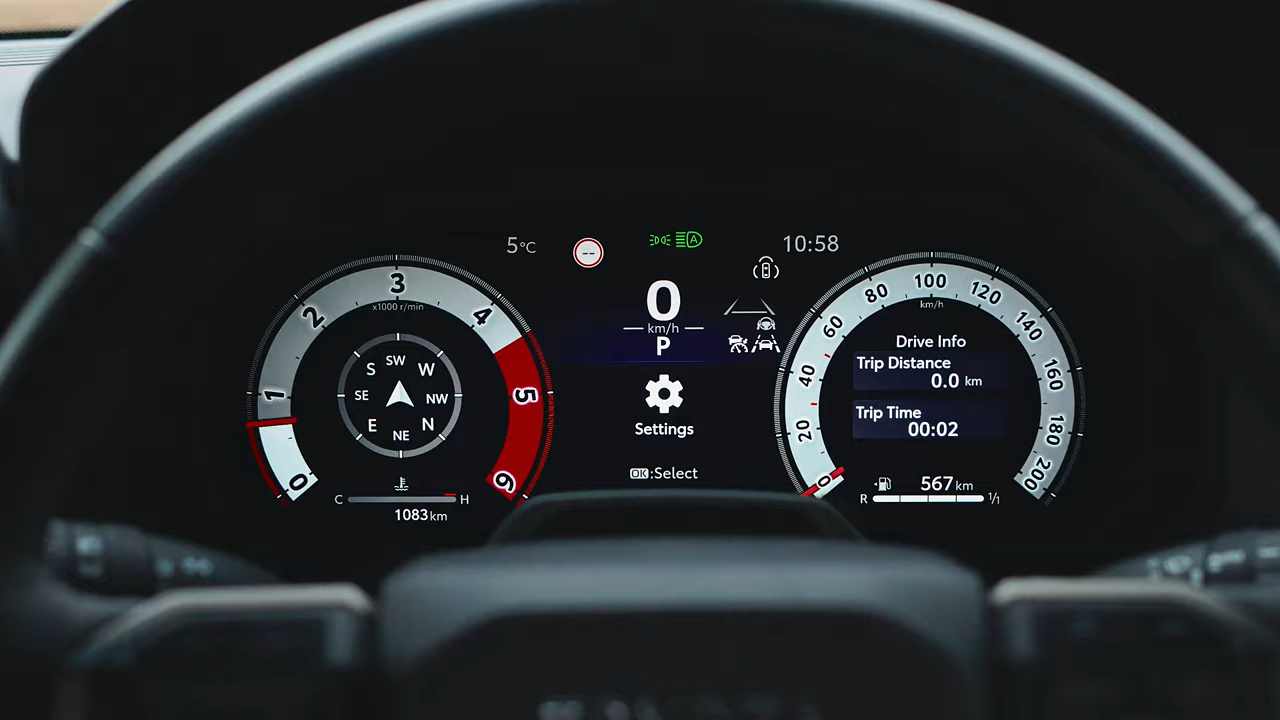 5°C
--
A
10:58
0
1
2
3
4
5
6
x1000 r/min
S
SW
W
SE
NW
E
NE
N
C
H
1083 km
0
km/h
P
Settings
OK:Select
0
20
40
60
80
100
120
140
160
180
200
km/h
Drive Info
Trip Distance
0.0 km
Trip Time
00:02
567 km
R
1/1